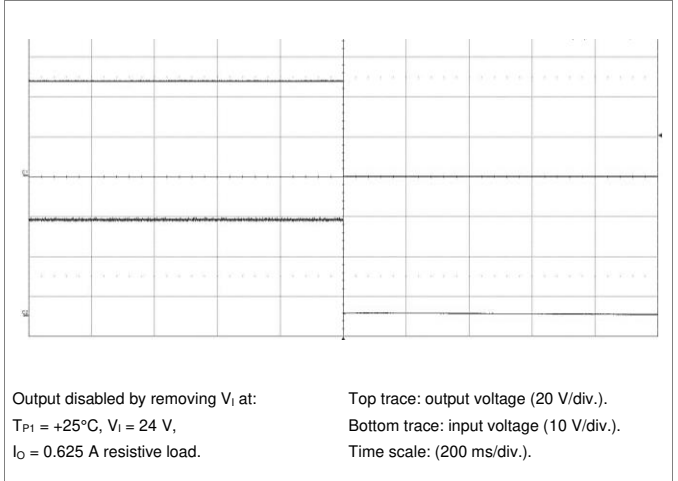 Output disabled by removing VI at:
TP1 = +25°C, VI = 24 V,
IO = 0.625 A resistive load.
Top trace: output voltage (20 V/div.).
Bottom trace: input voltage (10 V/div.).
Time scale: (200 ms/div.).